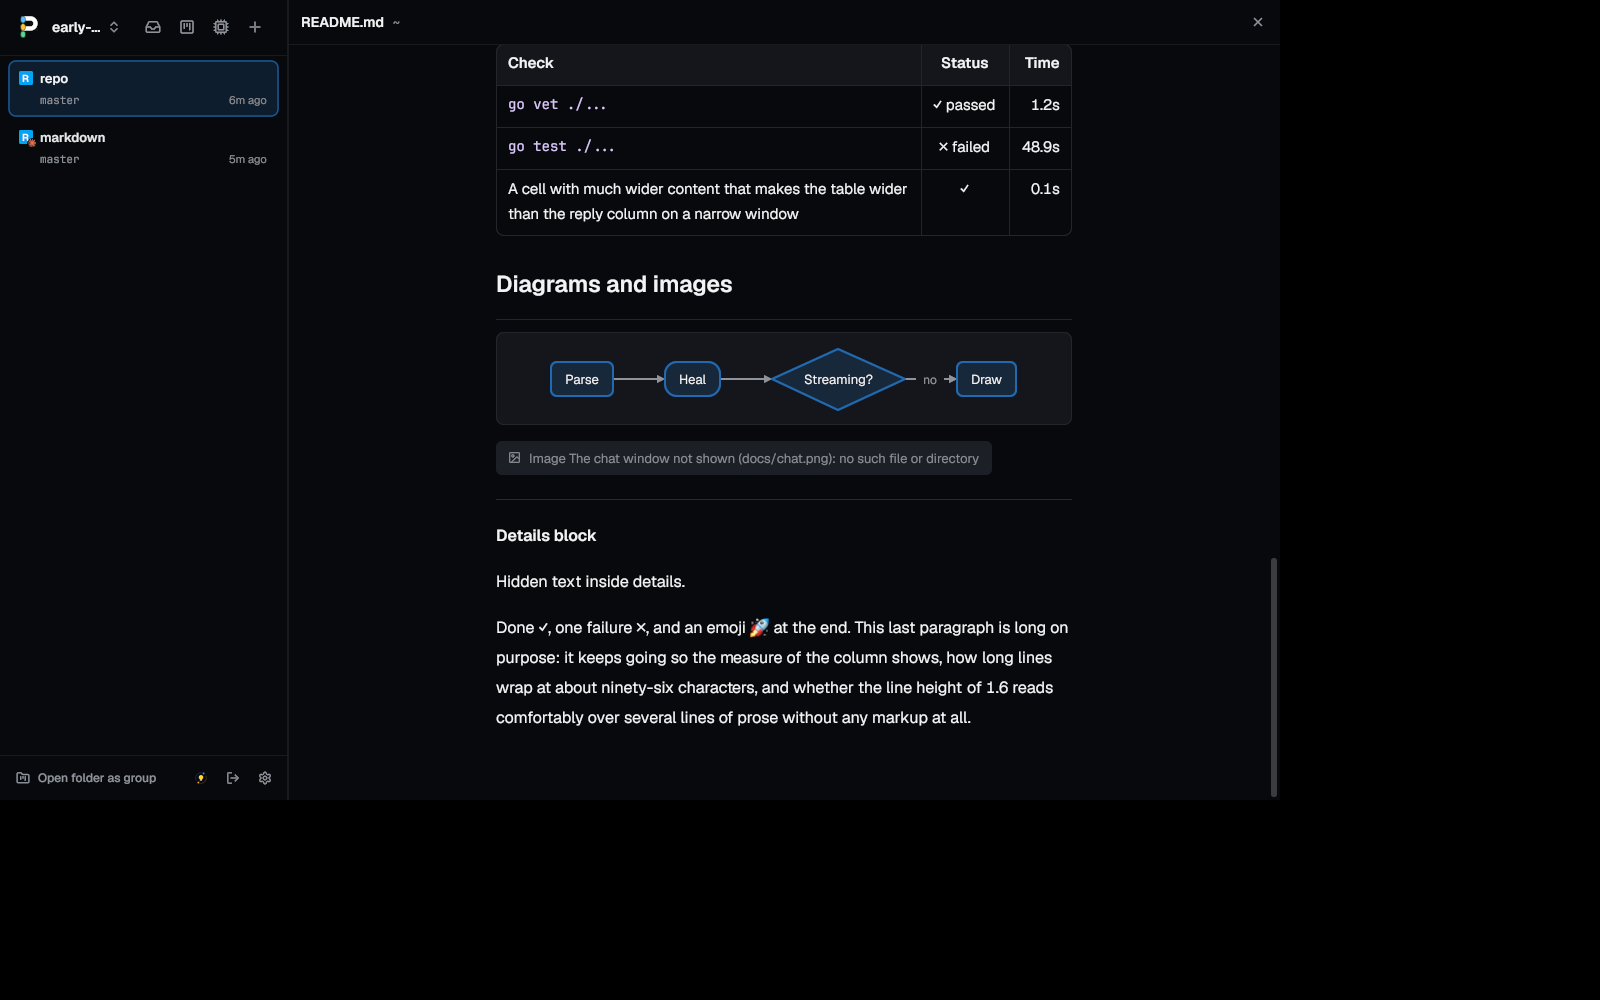 early-...
README.md ~
repo
master 6m ago
markdown
master 5m ago
Check Status Time
go vet ./... ✓ passed 1.2s
go test ./... ✕ failed 48.9s
A cell with much wider content that makes the table wider ✓ 0.1s
than the reply column on a narrow window
Diagrams and images
Parse Heal Streaming? no Draw
Image The chat window not shown (docs/chat.png): no such file or directory
Details block
Hidden text inside details.
Done ✓, one failure ✕, and an emoji 🚀 at the end. This last paragraph is long on
purpose: it keeps going so the measure of the column shows, how long lines
wrap at about ninety-six characters, and whether the line height of 1.6 reads
comfortably over several lines of prose without any markup at all.
Open folder as group